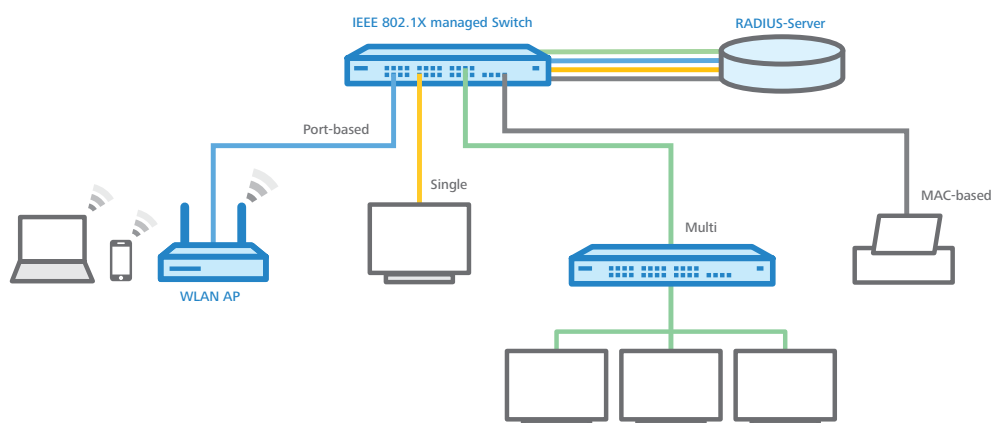 IEEE 802.1X managed Switch
RADIUS-Server
Port-based
Single
MAC-based
Multi
WLAN AP